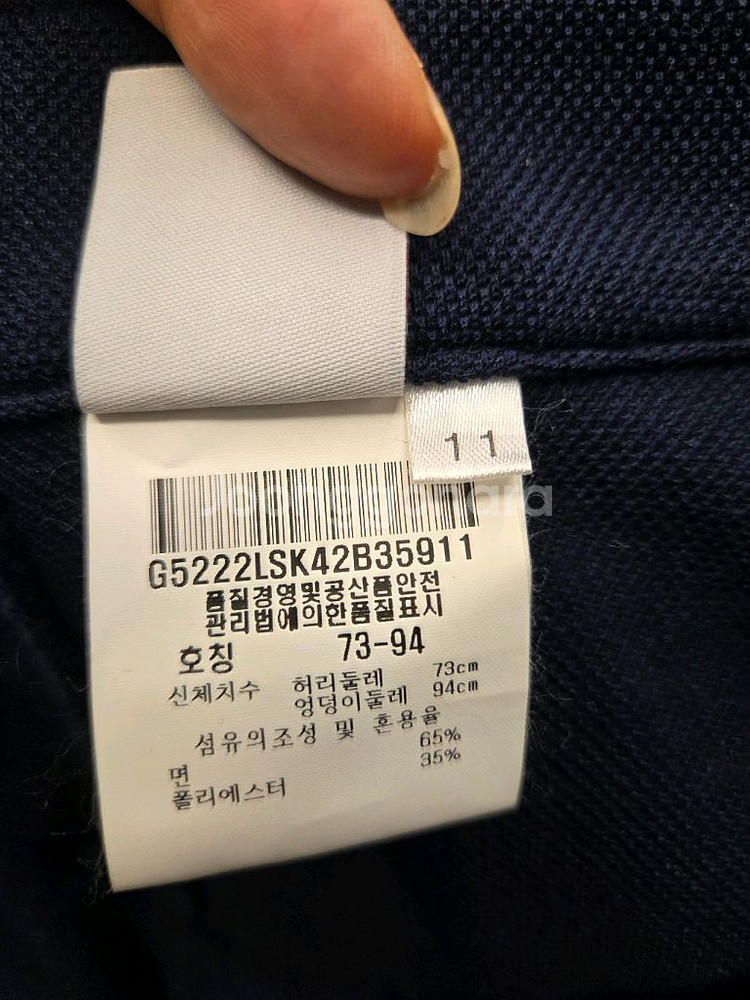 11
Joonggonara
G5222LSK42B35911
품질경영및공산품안전
관리법에의한품질표시
호칭 73-94
신체치수 허리둘레 73cm
엉덩이둘레 94cm
섬유의조성 및 혼용율
면 65%
폴리에스터 35%